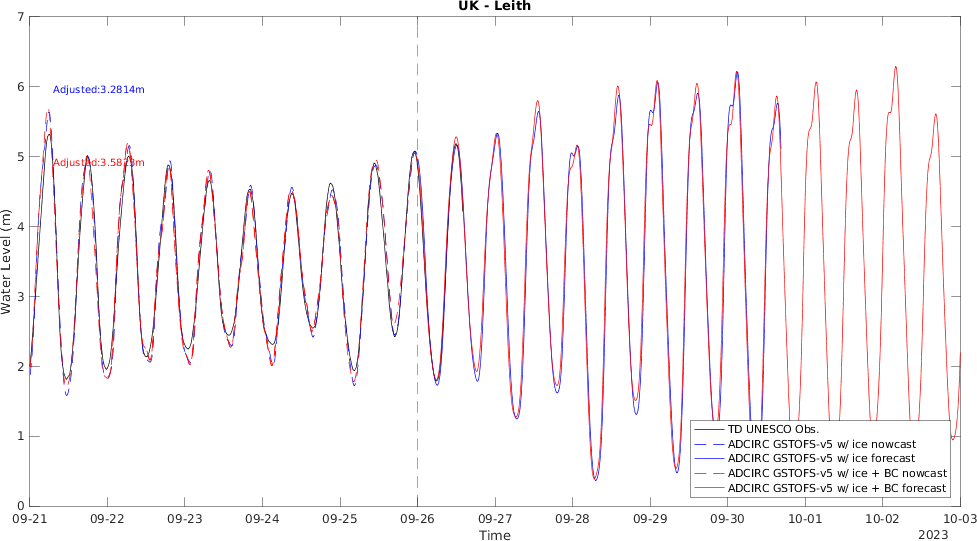 UK - Leith
7
6
5
4
3
2
1
0
Water Level (m)
Adjusted:3.2814m
TD UNESCO Obs.
ADCIRC GSTOFS-v5 w/ ice nowcast
ADCIRC GSTOFS-v5 w/ ice forecast
ADCIRC GSTOFS-v5 w/ ice + BC nowcast
ADCIRC GSTOFS-v5 w/ ice + BC forecast
09-21 09-22 09-23 09-24 09-25 09-26 09-27 09-28 09-29 09-30 10-01 10-02 10-03
Time
2023